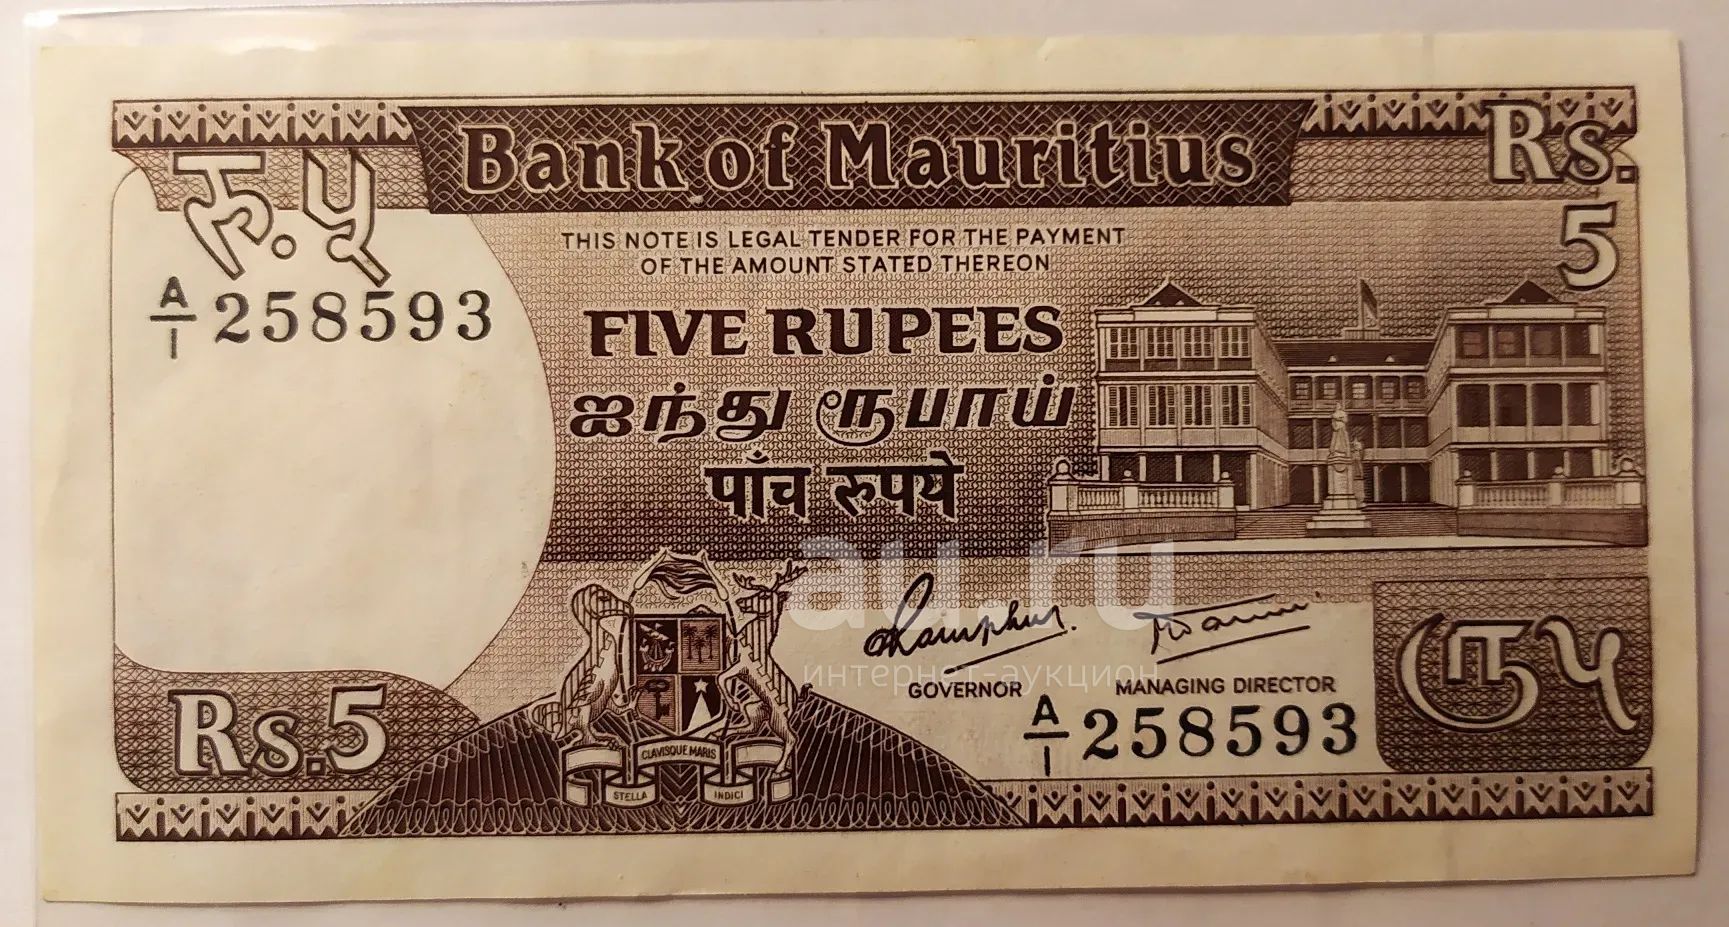 Bank of Mauritius
Rs.
5
रु. ५
THIS NOTE IS LEGAL TENDER FOR THE PAYMENT
OF THE AMOUNT STATED THEREON
A/1 258593
FIVE RUPEES
ஐந்து ரூபாய்
पाँच रुपये
au.ru
интернет-аукцион
GOVERNOR
MANAGING DIRECTOR
A/1 258593
Rs.5
CLAVISQUE MARIS
STELLA
INDICI
ரூ ५